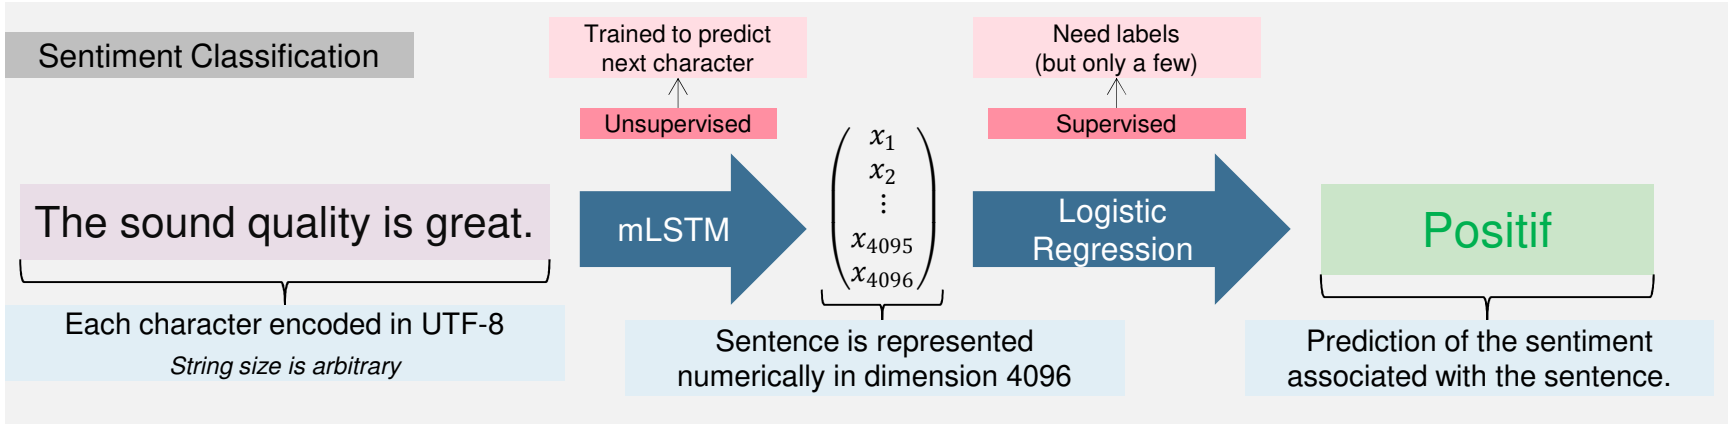 Sentiment Classification
Trained to predict
next character
Unsupervised
Need labels
(but only a few)
Supervised
The sound quality is great.
mLSTM
x₁
x₂
⋮
x₄₀₉₅
x₄₀₉₆
Logistic
Regression
Positif
Each character encoded in UTF-8
String size is arbitrary
Sentence is represented
numerically in dimension 4096
Prediction of the sentiment
associated with the sentence.